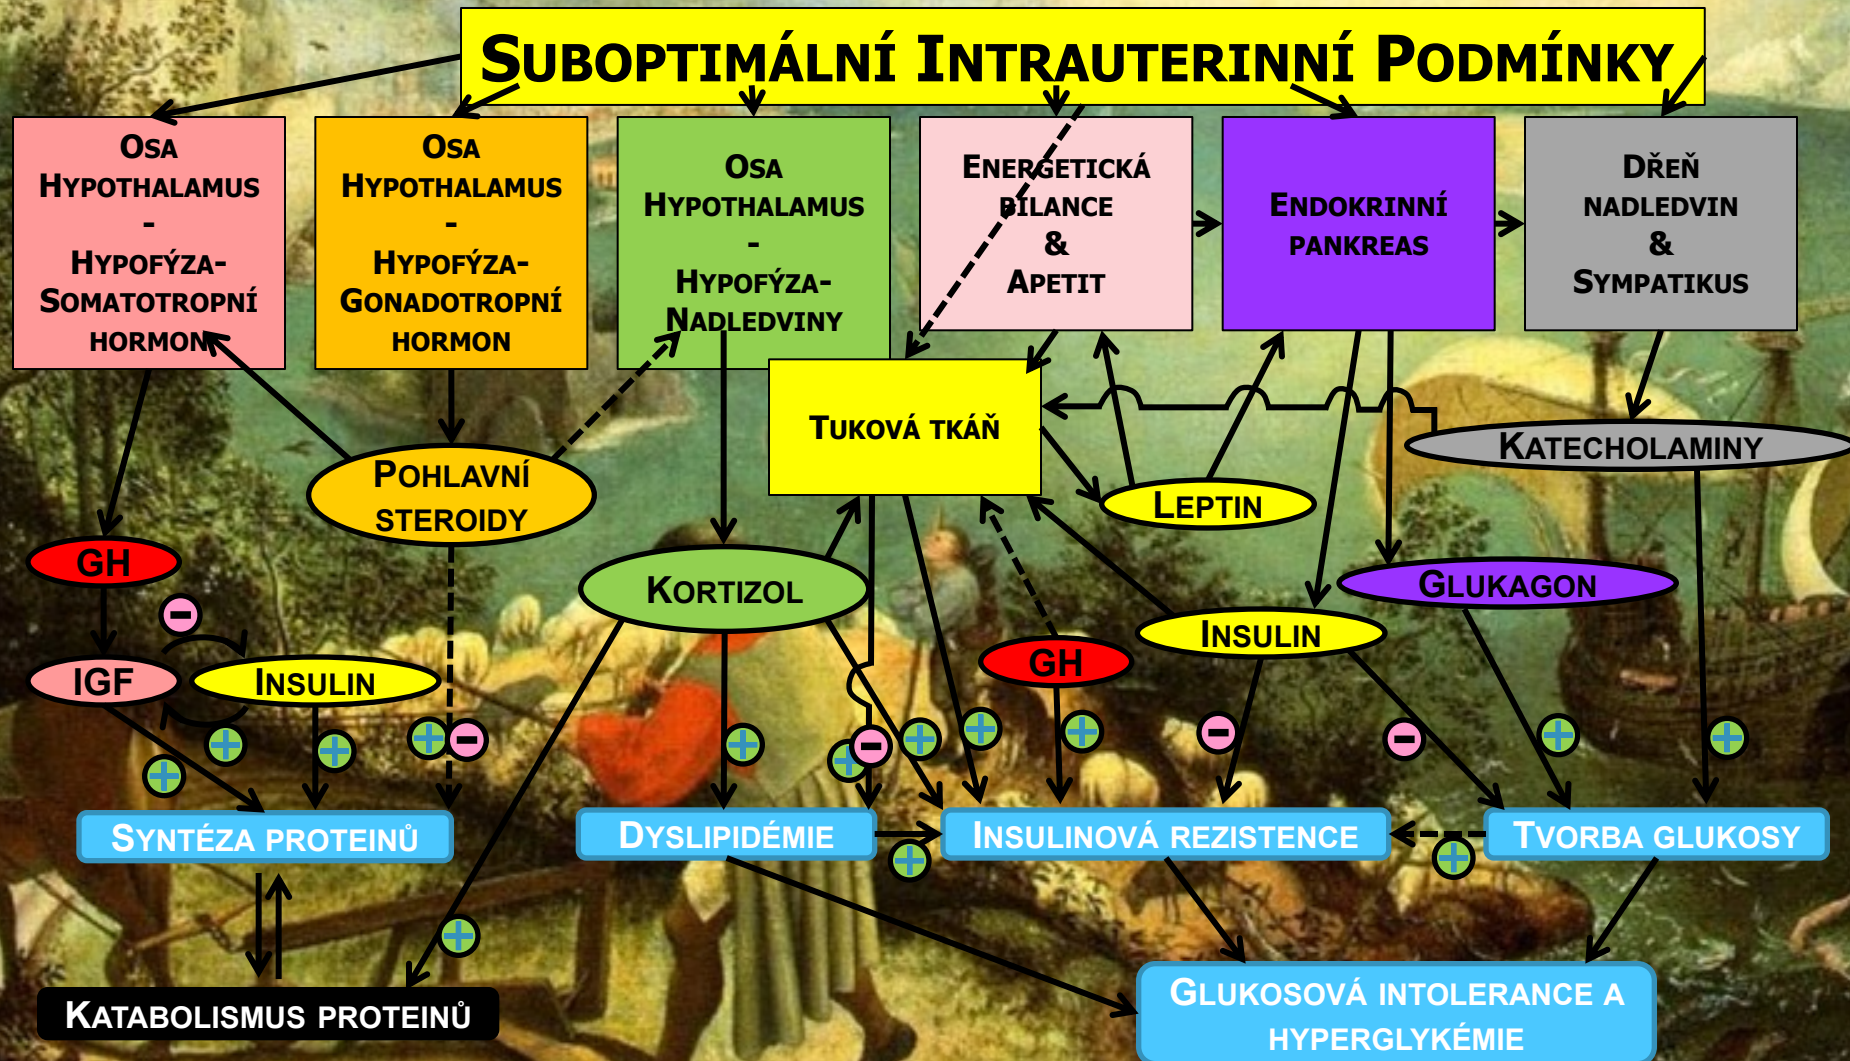 SUBOPTIMÁLNÍ INTRAUTERINNÍ PODMÍNKY
OSA
HYPOTHALAMUS
-
HYPOFÝZA-
SOMATOTROPNÍ
HORMON
OSA
HYPOTHALAMUS
-
HYPOFÝZA-
GONADOTROPNÍ
HORMON
OSA
HYPOTHALAMUS
-
HYPOFÝZA-
NADLEDVINY
ENERGETICKÁ
BILANCE
&
APETIT
ENDOKRINNÍ
PANKREAS
DŘEŇ
NADLEDVIN
&
SYMPATIKUS
TUKOVÁ TKÁŇ
KATECHOLAMINY
POHLAVNÍ
STEROIDY
LEPTIN
GH
KORTIZOL
GLUKAGON
INSULIN
GH
IGF
INSULIN
-
+
+
+
+
-
+
+
-
+
+
+
-
-
+
+
SYNTÉZA PROTEINŮ
DYSLIPIDÉMIE
INSULINOVÁ REZISTENCE
TVORBA GLUKOSY
+
+
+
KATABOLISMUS PROTEINŮ
GLUKOSOVÁ INTOLERANCE A
HYPERGLYKÉMIE